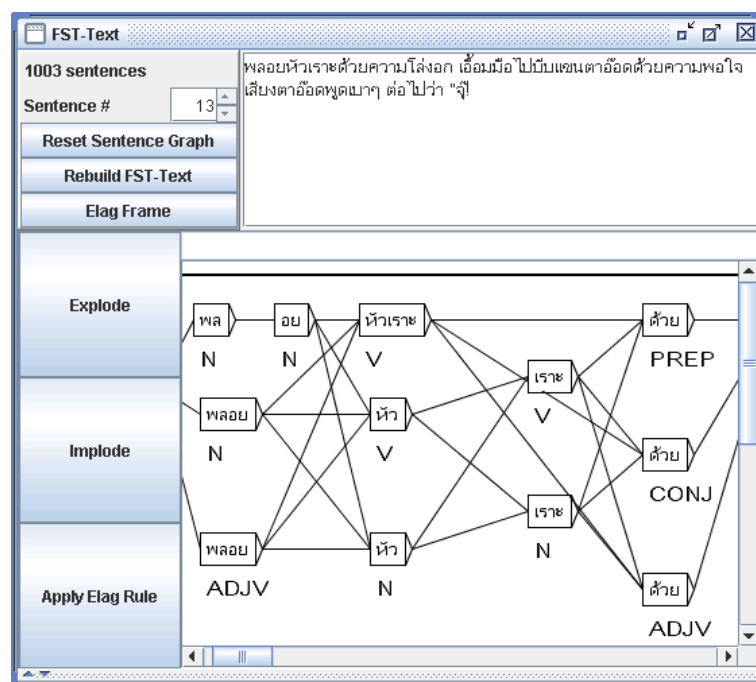 FST-Text
1003 sentences
Sentence # 13
Reset Sentence Graph
Rebuild FST-Text
Elag Frame
พลอยหัวเราะด้วยความโล่งอก เอื้อมมือไปบีบแขนตาอ๊อดด้วยความพอใจ
เสียงตาอ๊อดพูดเบาๆ ต่อไปว่า "จุ๊!
Explode
Implode
Apply Elag Rule
พล อย หัวเราะ ด้วย
N N V PREP
เราะ
V
พลอย หัว ด้วย
N V CONJ
เราะ
N
พลอย หัว ด้วย
ADJV N ADJV